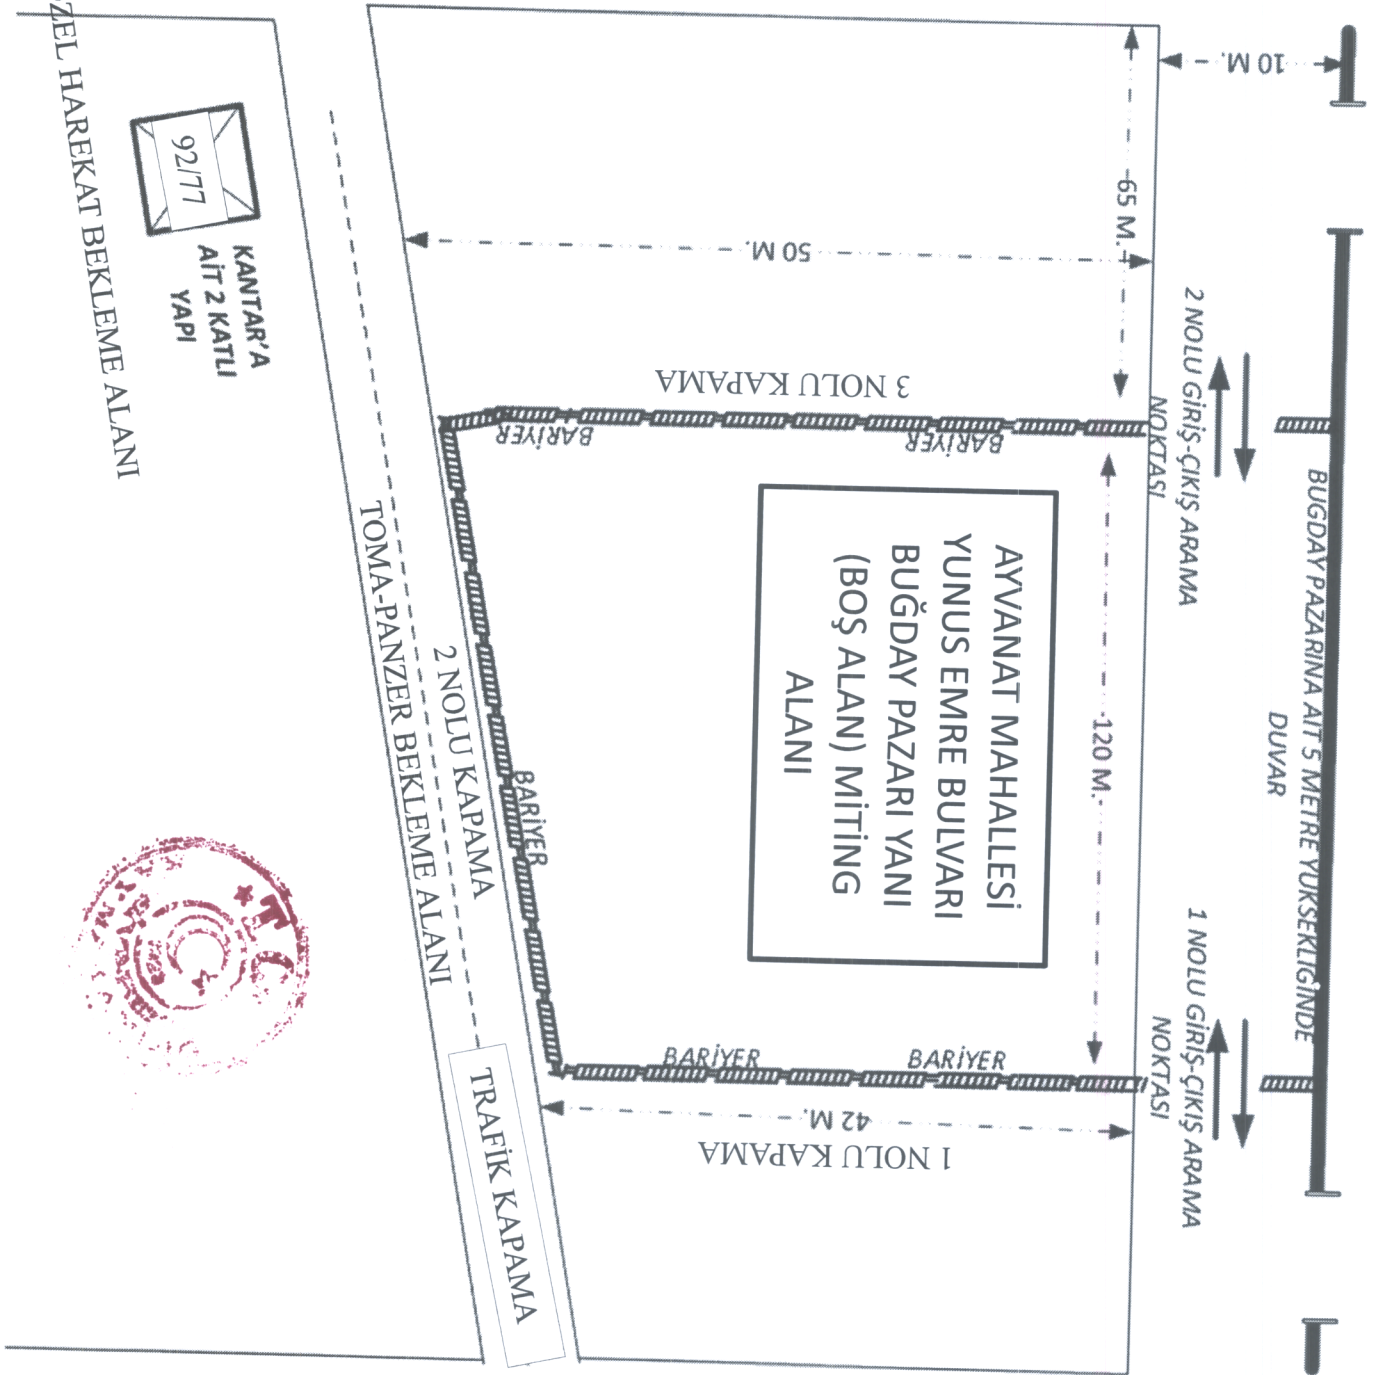 10 M.
65 M.
50 M.
2 NOLU GİRİŞ-ÇIKIŞ ARAMA
NOKTASI
BUĞDAY PAZARINA AİT 5 METRE YÜKSEKLİĞİNDE
DUVAR
1 NOLU GİRİŞ-ÇIKIŞ ARAMA
NOKTASI
3 NOLU KAPAMA
BARİYER
BARİYER
120 M.
AYVANAT MAHALLESİ
YUNUS EMRE BULVARI
BUĞDAY PAZARI YANI
(BOŞ ALAN) MİTİNG
ALANI
BARİYER
BARİYER
42 M.
1 NOLU KAPAMA
BARİYER
2 NOLU KAPAMA
TOMA-PANZER BEKLEME ALANI
TRAFİK KAPAMA
KANTAR'A
AİT 2 KATLI
YAPI
92/77
ZEL HAREKAT BEKLEME ALANI